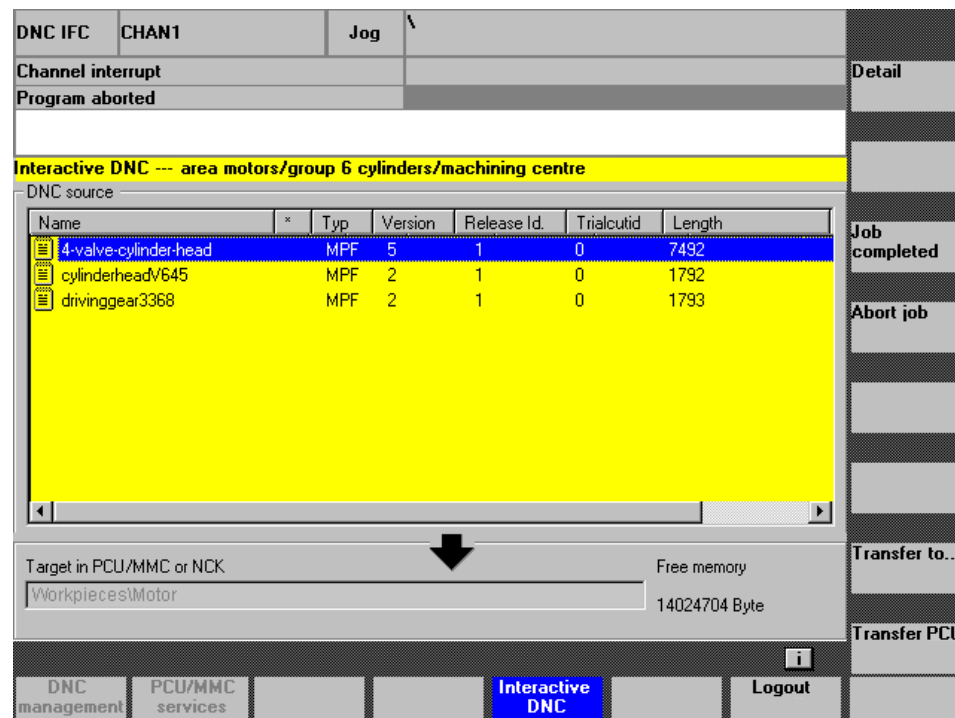 DNC IFC CHAN1 Jog \
Channel interrupt
Program aborted
Interactive DNC --- area motors/group 6 cylinders/machining centre
DNC source
Name * Typ Version Release Id. Trialcutid Length
4-valve-cylinder-head MPF 5 1 0 7492
cylinderheadV645 MPF 2 1 0 1792
drivinggear3368 MPF 2 1 0 1793
Target in PCU/MMC or NCK
Workpieces\Motor
Free memory
14024704 Byte
Detail
Job
completed
Abort job
Transfer to..
Transfer PCU
i
DNC
management
PCU/MMC
services
Interactive
DNC
Logout